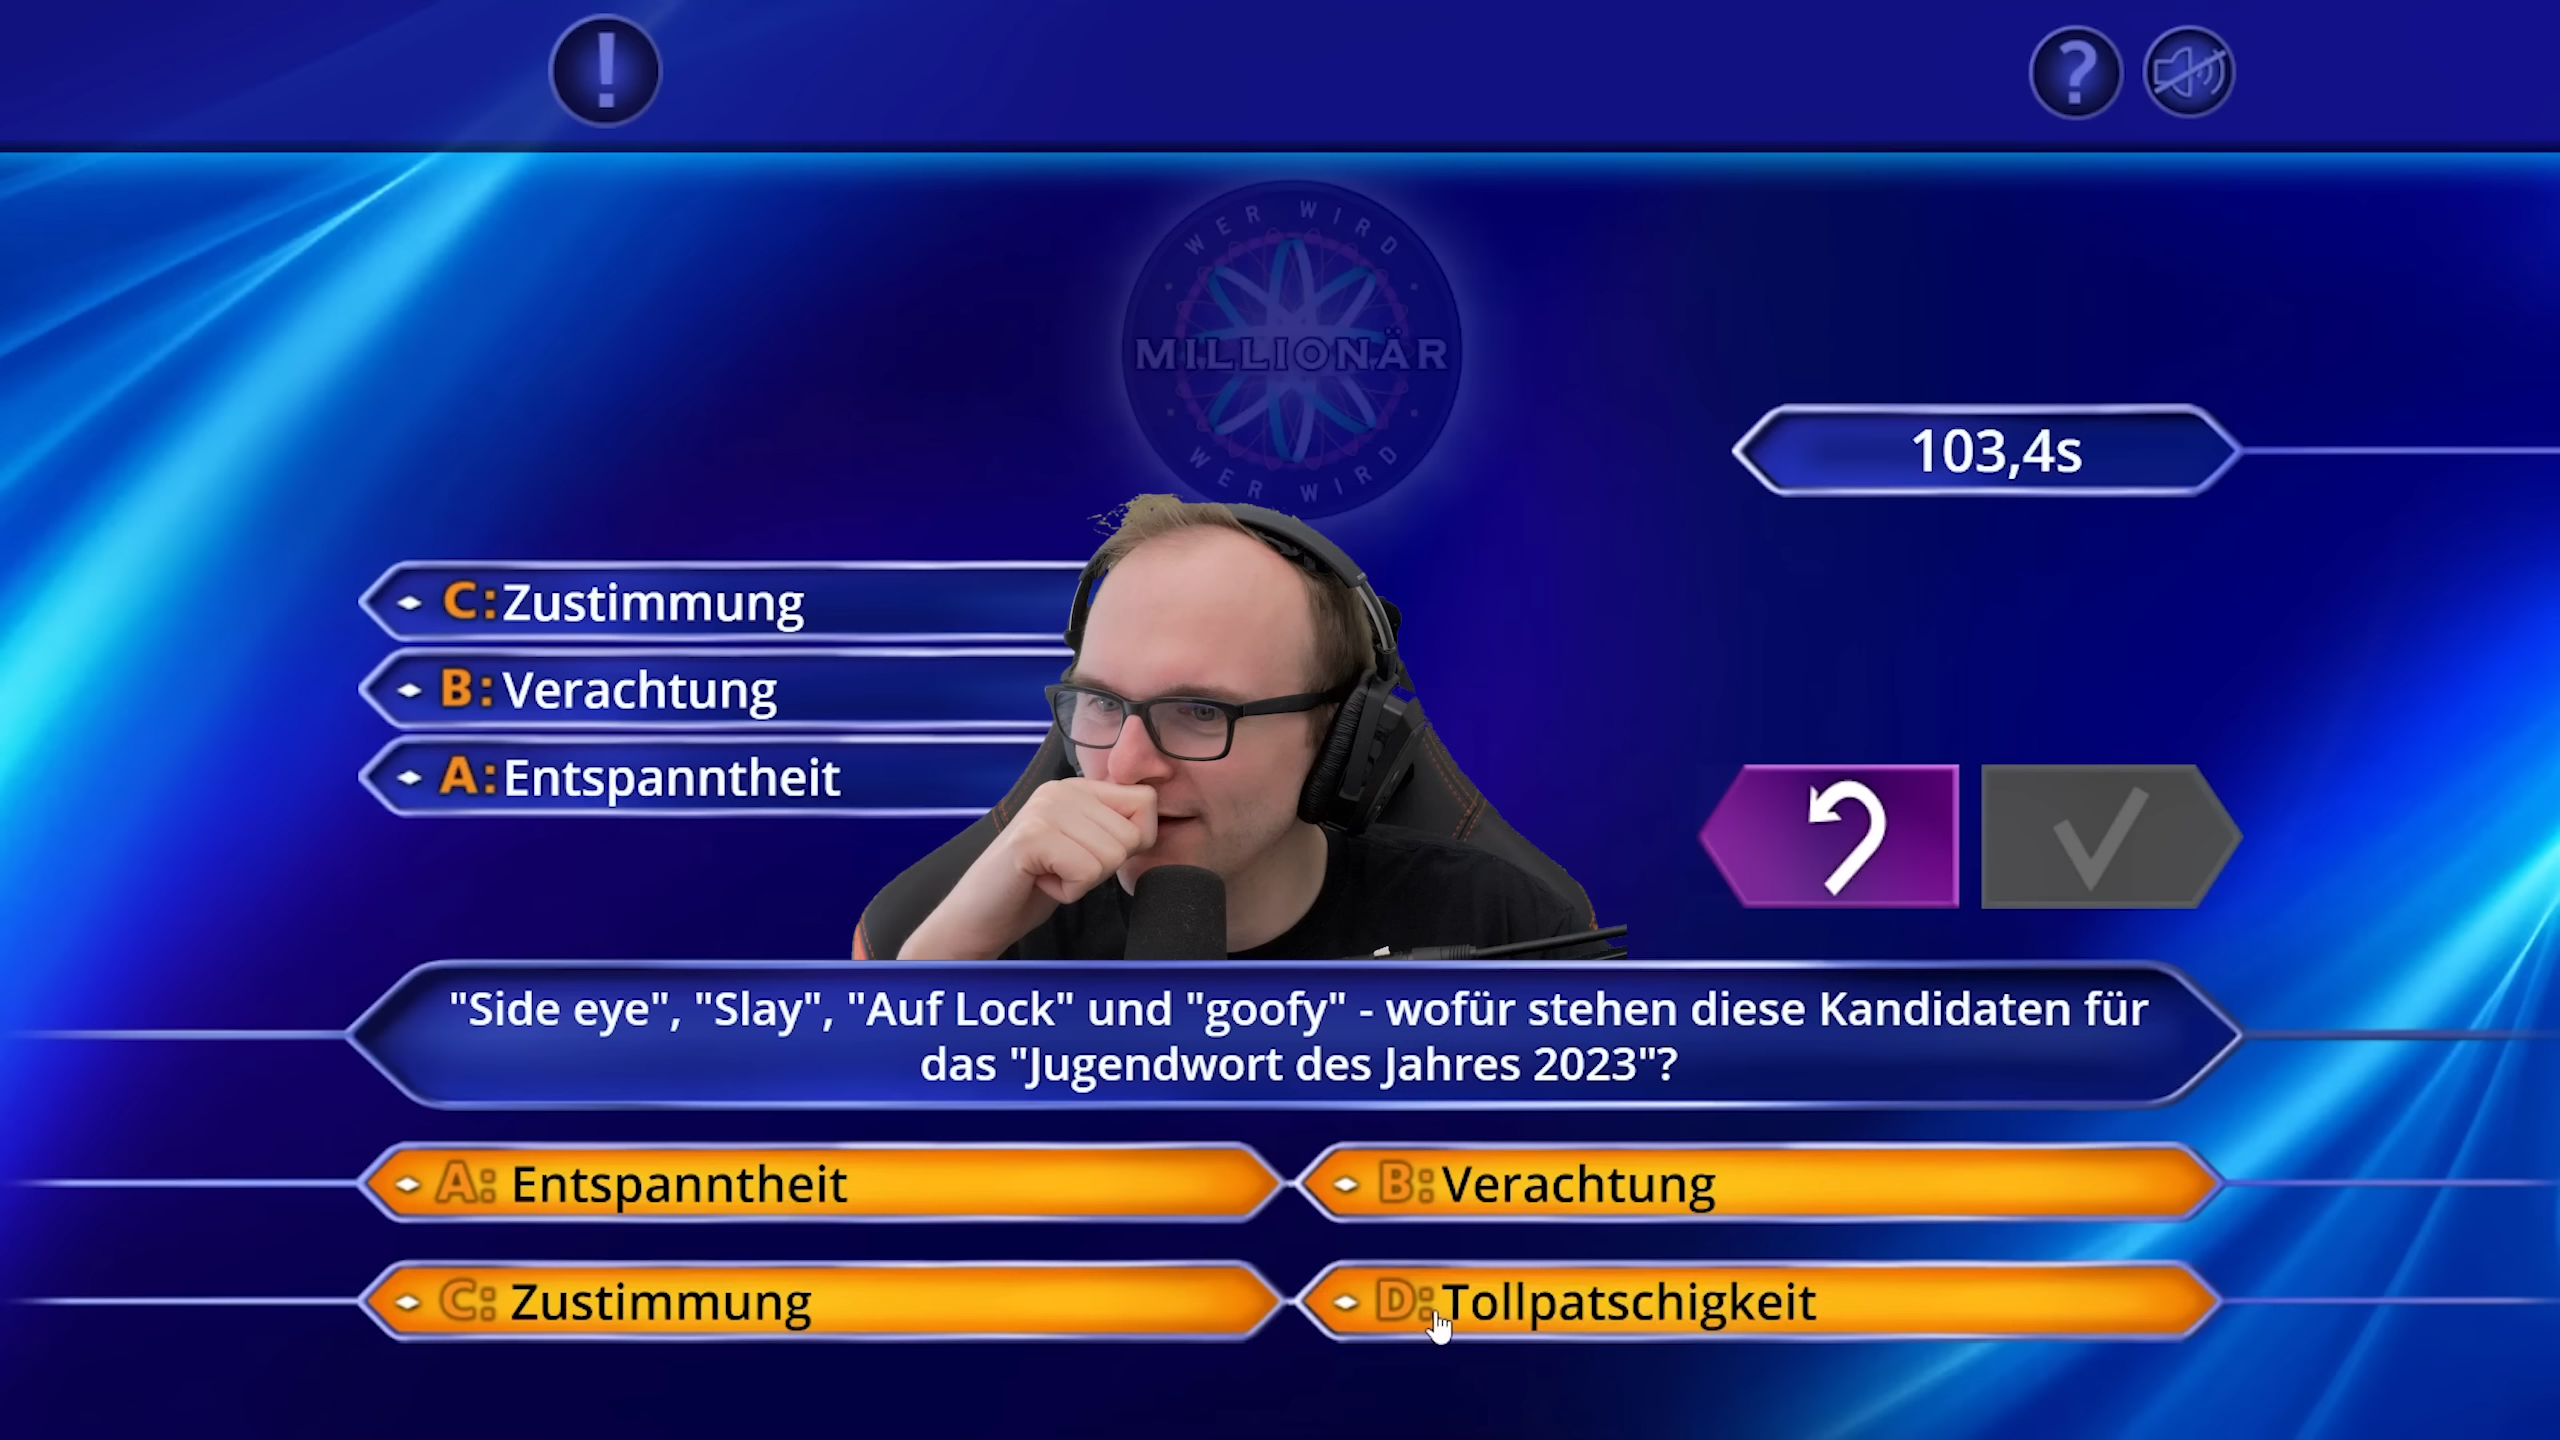 !
?
WER WIRD
MILLIONÄR
WER WIRD
103,4s
C: Zustimmung
B: Verachtung
A: Entspanntheit
"Side eye", "Slay", "Auf Lock" und "goofy" - wofür stehen diese Kandidaten für
das "Jugendwort des Jahres 2023"?
A: Entspanntheit
B: Verachtung
C: Zustimmung
D: Tollpatschigkeit